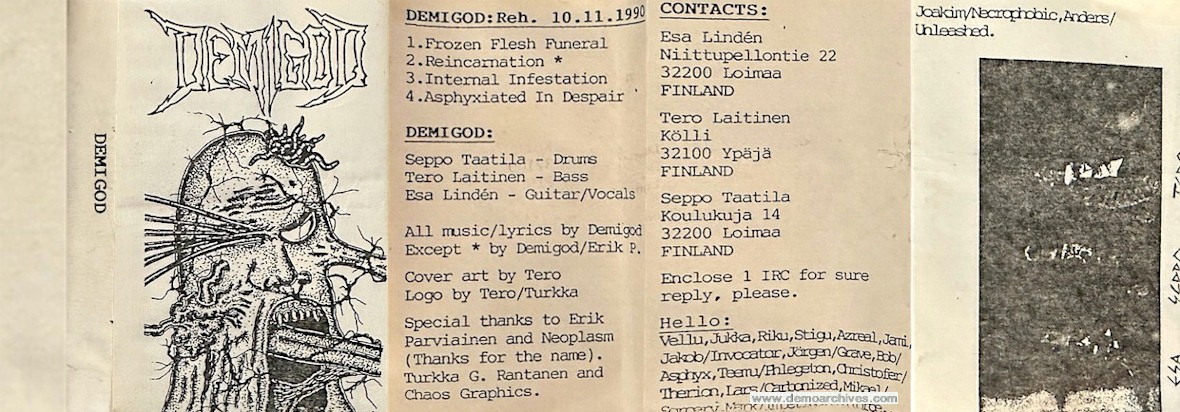 DEMIGOD
DEMIGOD
DEMIGOD:Reh. 10.11.1990
1.Frozen Flesh Funeral
2.Reincarnation *
3.Internal Infestation
4.Asphyxiated In Despair
DEMIGOD:
Seppo Taatila - Drums
Tero Laitinen - Bass
Esa Lindén - Guitar/Vocals
All music/lyrics by Demigod
Except * by Demigod/Erik P.
Cover art by Tero
Logo by Tero/Turkka
Special thanks to Erik
Parviainen and Neoplasm
(Thanks for the name).
Turkka G. Rantanen and
Chaos Graphics.
CONTACTS:
Esa Lindén
Niittupellontie 22
32200 Loimaa
FINLAND
Tero Laitinen
Kölli
32100 Ypäjä
FINLAND
Seppo Taatila
Koulukuja 14
32200 Loimaa
FINLAND
Enclose 1 IRC for sure
reply, please.
Hello:
Vellu,Jukka,Riku,Stigu,Azreal,Jami,
Jakob/Invocator,Jörgen/Grave,Bob/
Asphyx,Teemu/Phlegeton,Christofer/
Therion,Lars/Carbonized,Mikael/
www.demoarchives.com
Joakim/Necrophobic,Anders/
Unleashed.
TERO
SEPPO
ESA